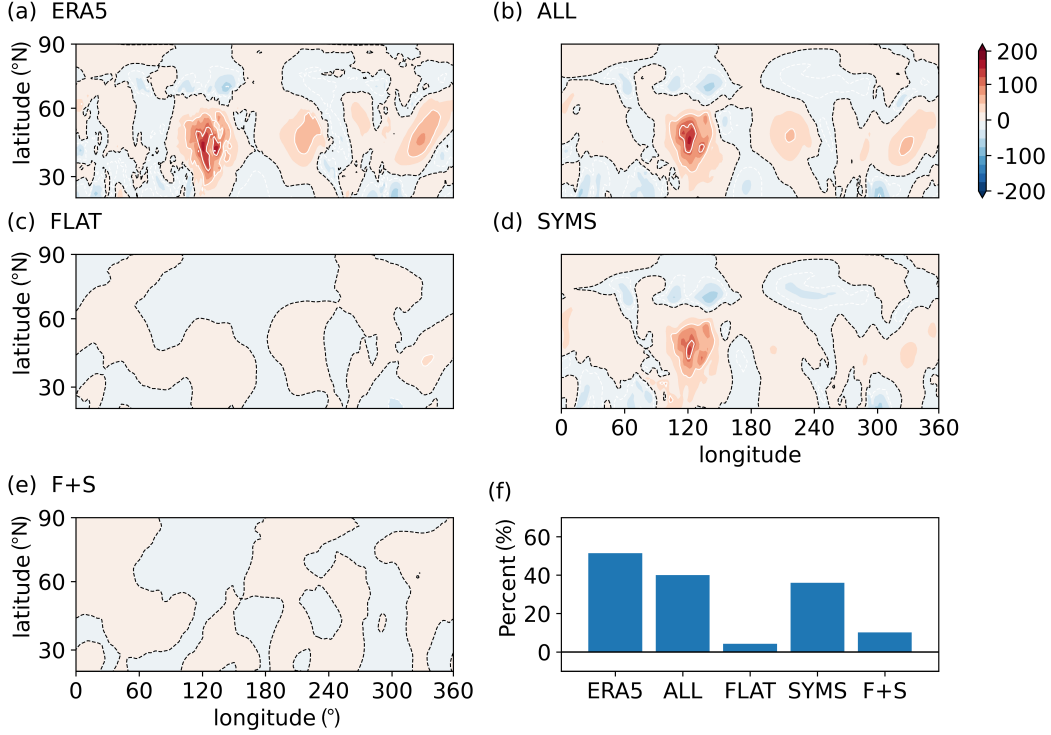 (a) ERA5
(b) ALL
90
60
30
latitude (°N)
200
100
0
-100
-200
(c) FLAT
(d) SYMS
90
60
30
latitude (°N)
0 60 120 180 240 300 360
longitude
(e) F+S
(f)
90
60
30
latitude (°N)
0 60 120 180 240 300 360
longitude (°)
60
40
20
0
Percent (%)
ERA5 ALL FLAT SYMS F+S